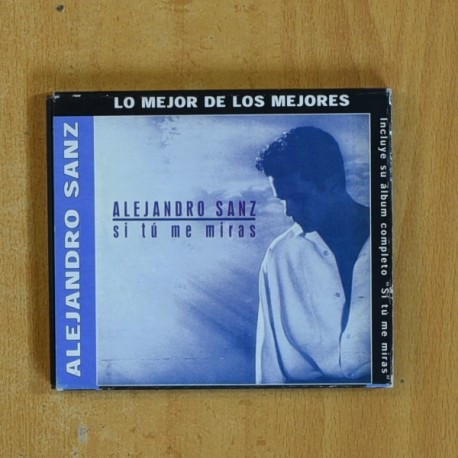 LO MEJOR DE LOS MEJORES
ALEJANDRO SANZ
ALEJANDRO SANZ
si tú me miras
Incluye su álbum completo "Si tú me miras"